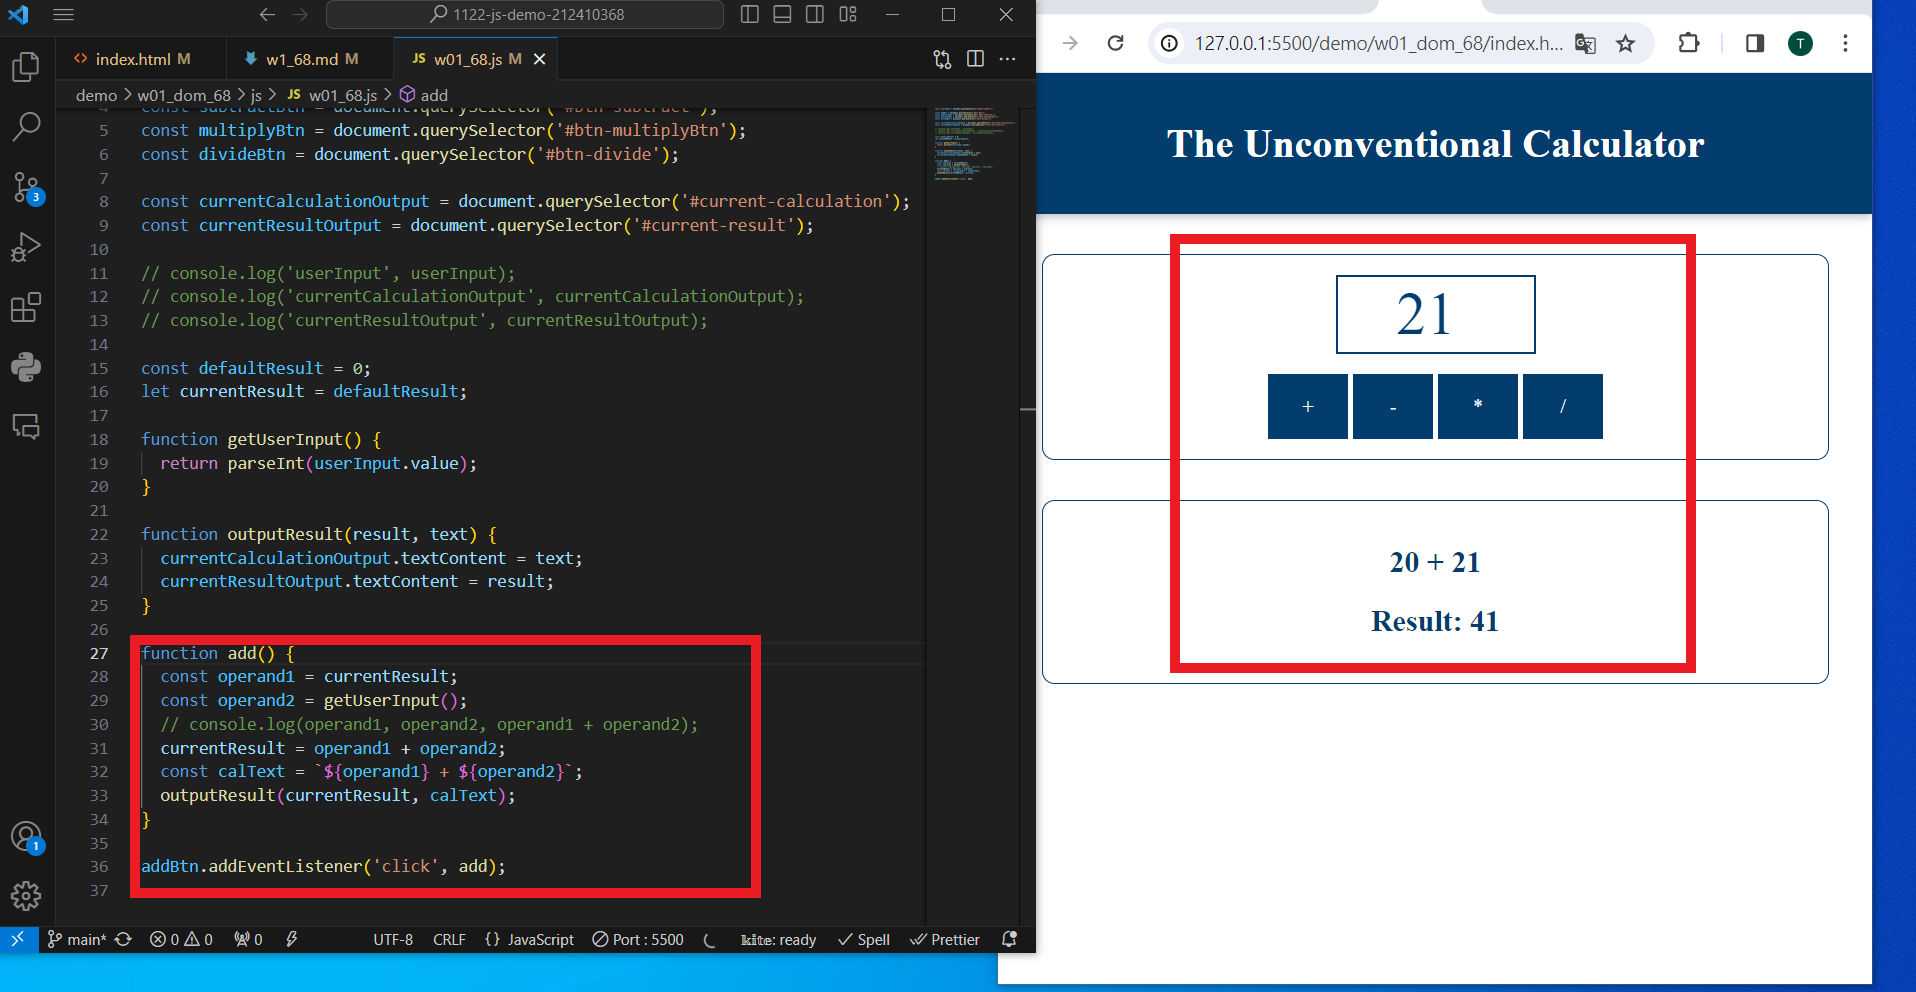 1122-js-demo-212410368
index.html M
w1_68.md M
JS w01_68.js M
demo > w01_dom_68 > js > JS w01_68.js > add
4 const subtractBtn = document.querySelector('#btn-subtract');
5 const multiplyBtn = document.querySelector('#btn-multiplyBtn');
6 const divideBtn = document.querySelector('#btn-divide');
7
8 const currentCalculationOutput = document.querySelector('#current-calculation');
9 const currentResultOutput = document.querySelector('#current-result');
10
11 // console.log('userInput', userInput);
12 // console.log('currentCalculationOutput', currentCalculationOutput);
13 // console.log('currentResultOutput', currentResultOutput);
14
15 const defaultResult = 0;
16 let currentResult = defaultResult;
17
18 function getUserInput() {
19 return parseInt(userInput.value);
20 }
21
22 function outputResult(result, text) {
23 currentCalculationOutput.textContent = text;
24 currentResultOutput.textContent = result;
25 }
26
27 function add() {
28 const operand1 = currentResult;
29 const operand2 = getUserInput();
30 // console.log(operand1, operand2, operand1 + operand2);
31 currentResult = operand1 + operand2;
32 const calText = `${operand1} + ${operand2}`;
33 outputResult(currentResult, calText);
34 }
35
36 addBtn.addEventListener('click', add);
37
3
1
main* 0 0 0 UTF-8 CRLF {} JavaScript Port : 5500 kite: ready Spell Prettier
127.0.0.1:5500/demo/w01_dom_68/index.h...
T
The Unconventional Calculator
21
+ - * /
20 + 21
Result: 41